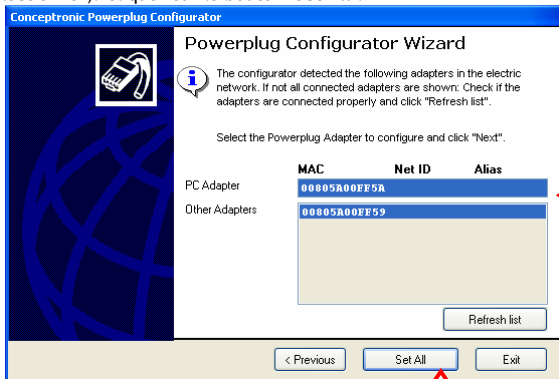 Conceptronic Powerplug Configurator
Powerplug Configurator Wizard
The configurator detected the following adapters in the electric
network. If not all connected adapters are shown: Check if the
adapters are connected properly and click "Refresh list".
Select the Powerplug Adapter to configure and click "Next".
MAC Net ID Alias
PC Adapter 00805A00FF5A
Other Adapters 00805A00FF59
Refresh list
< Previous Set All Exit